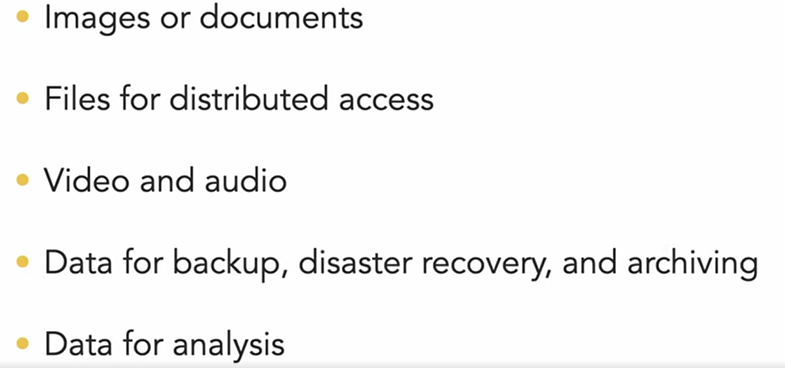 • Images or documents
• Files for distributed access
• Video and audio
• Data for backup, disaster recovery, and archiving
• Data for analysis